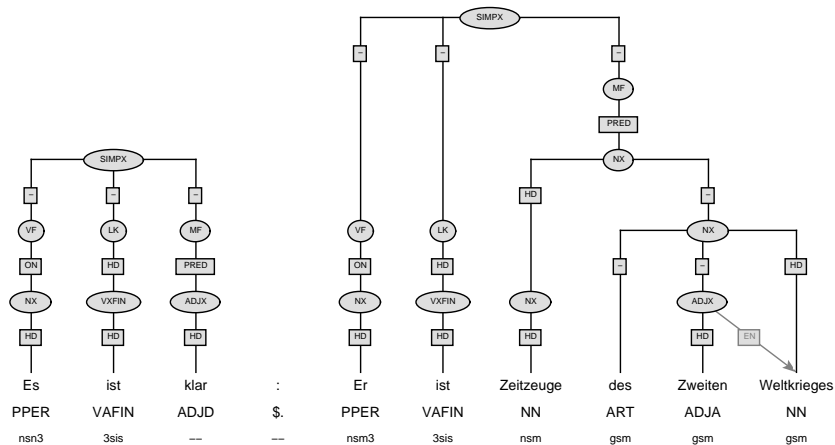 SIMPX
– – –
MF
PRED
SIMPX NX
– – – HD –
VF LK MF VF LK NX
ON HD PRED ON HD – – HD
NX VXFIN ADJX NX VXFIN NX ADJX
HD HD HD HD HD HD HD EN
Es ist klar : Er ist Zeitzeuge des Zweiten Weltkrieges
PPER VAFIN ADJD $. PPER VAFIN NN ART ADJA NN
nsn3 3sis –– –– nsm3 3sis nsm gsm gsm gsm